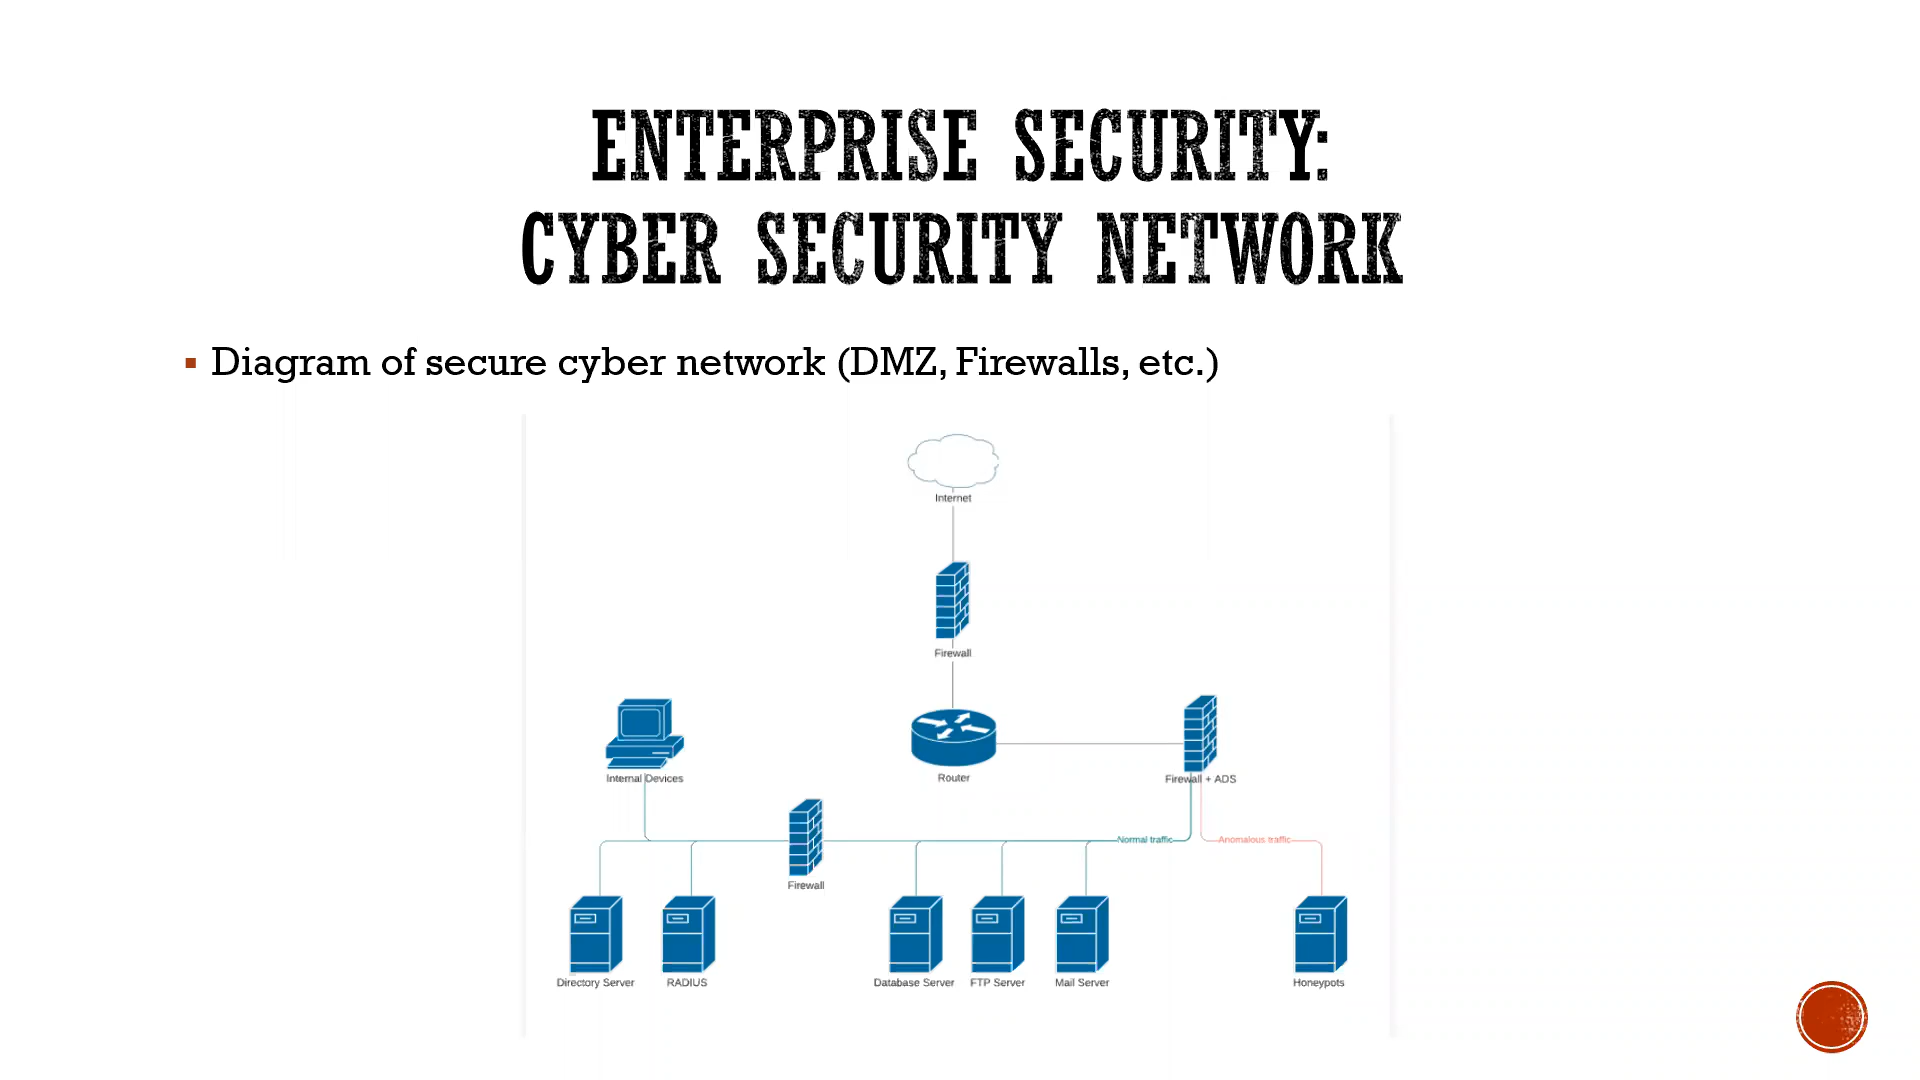 ENTERPRISE SECURITY:
CYBER SECURITY NETWORK
Diagram of secure cyber network (DMZ, Firewalls, etc.)
Internet
Firewall
Internal Devices
Router
Firewall + ADS
Normal traffic
Anomalous traffic
Firewall
Directory Server
RADIUS
Database Server
FTP Server
Mail Server
Honeypots